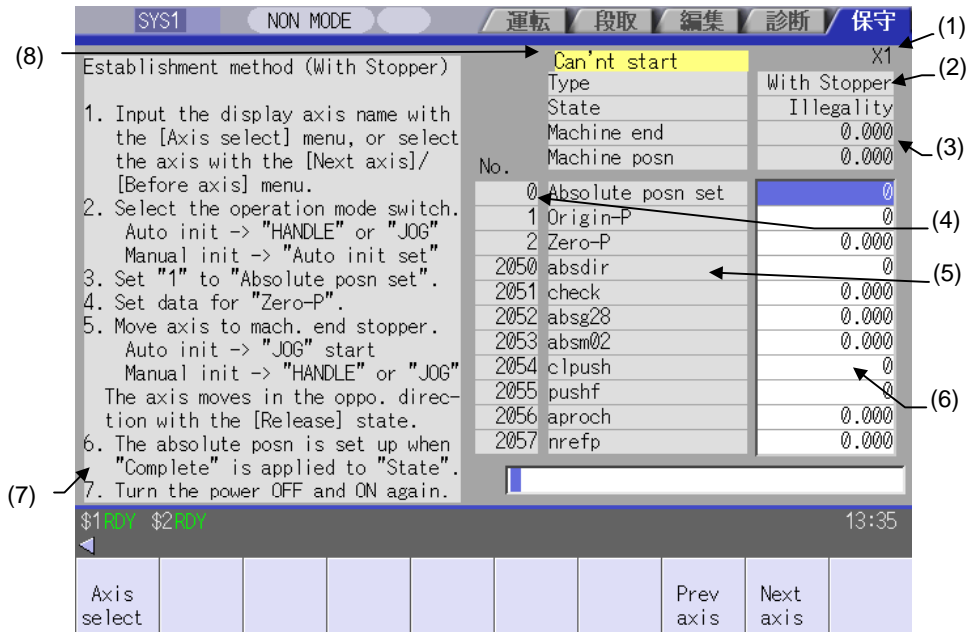 SYS1 NON MODE 運転 段取 編集 診断 保守
(1)
(8)
Can'nt start X1
(2)
Establishment method (With Stopper)
1. Input the display axis name with
the [Axis select] menu, or select
the axis with the [Next axis]/
[Before axis] menu.
2. Select the operation mode switch.
Auto init -> "HANDLE" or "JOG"
Manual init -> "Auto init set"
3. Set "1" to "Absolute posn set".
4. Set data for "Zero-P".
5. Move axis to mach. end stopper.
Auto init -> "JOG" start
Manual init -> "HANDLE" or "JOG"
The axis moves in the oppo. direc-
tion with the [Release] state.
6. The absolute posn is set up when
"Complete" is applied to "State".
7. Turn the power OFF and ON again.
(7)
Type With Stopper
State Illegality
Machine end 0.000
Machine posn 0.000
(3)
No.
0 Absolute posn set 0
1 Origin-P 0
(4)
2 Zero-P 0.000
2050 absdir 0
(5)
2051 check 0.000
2052 absg28 0.000
2053 absm02 0.000
2054 clpush 0
2055 pushf 0
(6)
2056 aproch 0.000
2057 nrefp 0.000
$1 RDY $2 RDY 13:35
Axis
select
Prev
axis
Next
axis